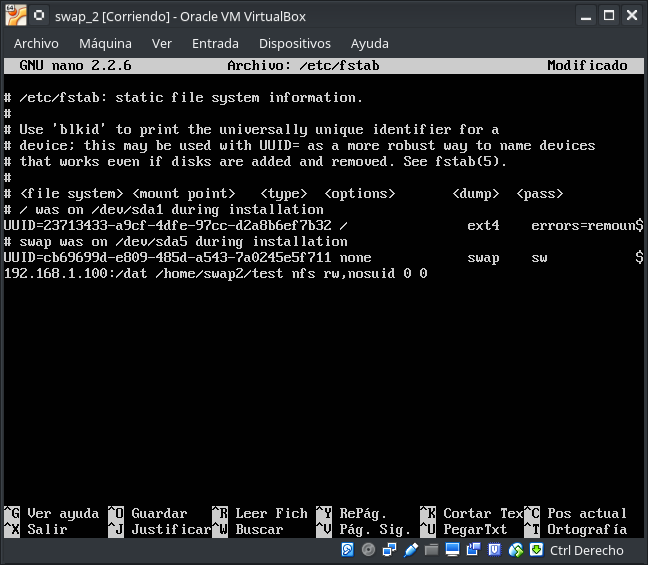 swap_2 [Corriendo] - Oracle VM VirtualBox
Archivo Máquina Ver Entrada Dispositivos Ayuda
GNU nano 2.2.6 Archivo: /etc/fstab Modificado
# /etc/fstab: static file system information.
#
# Use 'blkid' to print the universally unique identifier for a
# device; this may be used with UUID= as a more robust way to name devices
# that works even if disks are added and removed. See fstab(5).
#
# <file system> <mount point> <type> <options> <dump> <pass>
# / was on /dev/sda1 during installation
UUID=23713433-a9cf-4dfe-97cc-d2a8b6ef7b32 / ext4 errors=remoun$
# swap was on /dev/sda5 during installation
UUID=cb69699d-e809-485d-a543-7a0245e5f711 none swap sw $
192.168.1.100:/dat /home/swap2/test nfs rw,nosuid 0 0
^G Ver ayuda ^O Guardar ^R Leer Fich ^Y RePág. ^K Cortar Tex^C Pos actual
^X Salir ^J Justificar^W Buscar ^V Pág. Sig. ^U PegarTxt ^T Ortografía
Ctrl Derecho